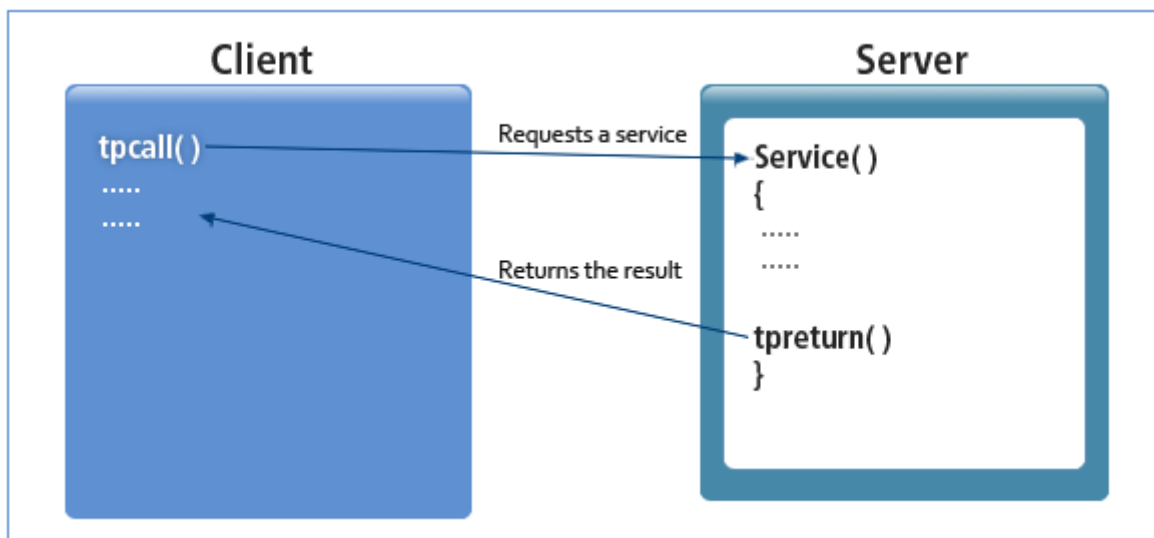 Client
Server
tpcall( )
.....
.....
Requests a service
Returns the result
Service( )
{
.....
.....
tpreturn( )
}